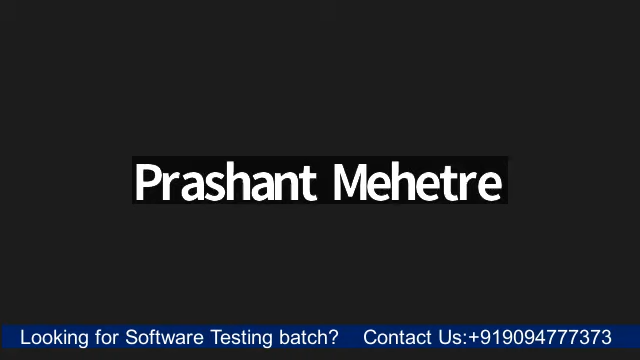 Prashant Mehetre
Looking for Software Testing batch? Contact Us:+919094777373